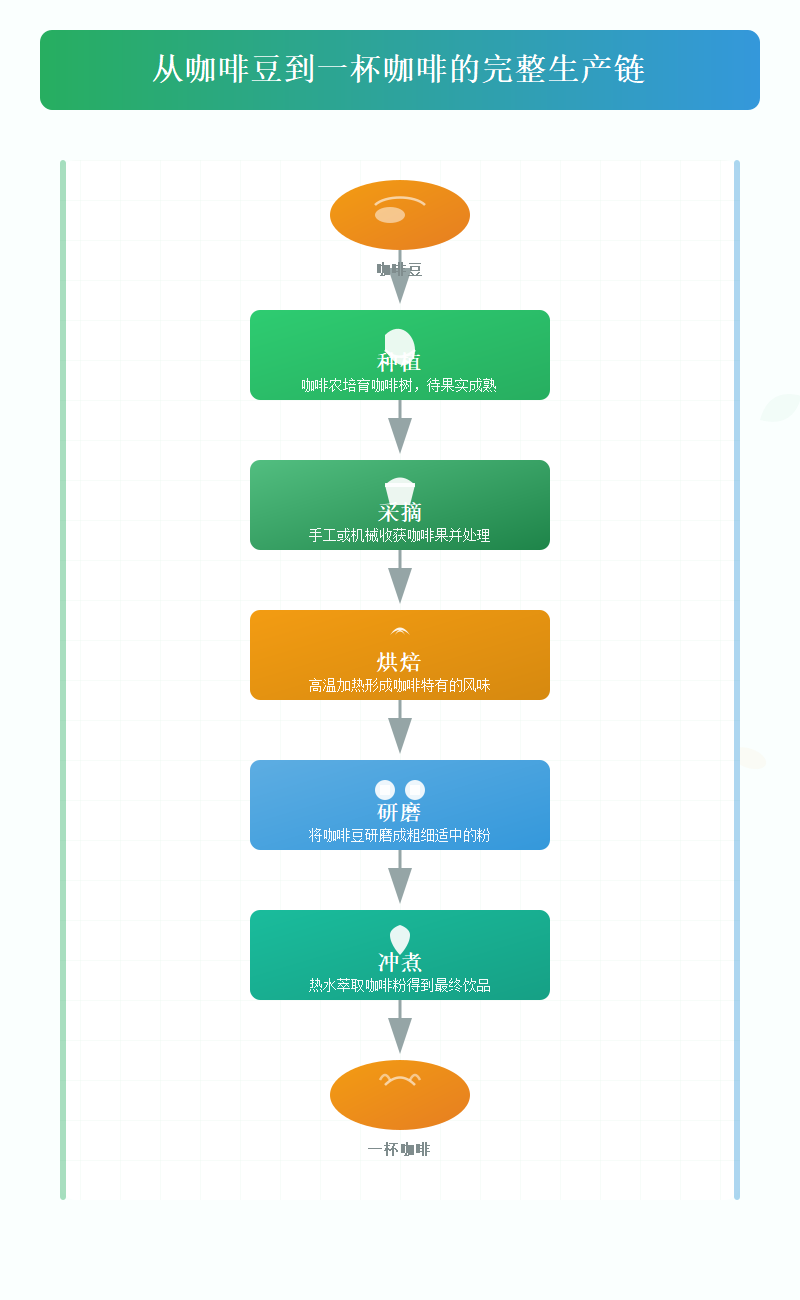 从咖啡豆到一杯咖啡的完整生产链
咖啡豆
种植
咖啡农培育咖啡树，待果实成熟
采摘
手工或机械收获咖啡果并处理
烘焙
高温加热形成咖啡特有的风味
研磨
将咖啡豆研磨成粗细适中的粉
冲煮
热水萃取咖啡粉得到最终饮品
一杯咖啡